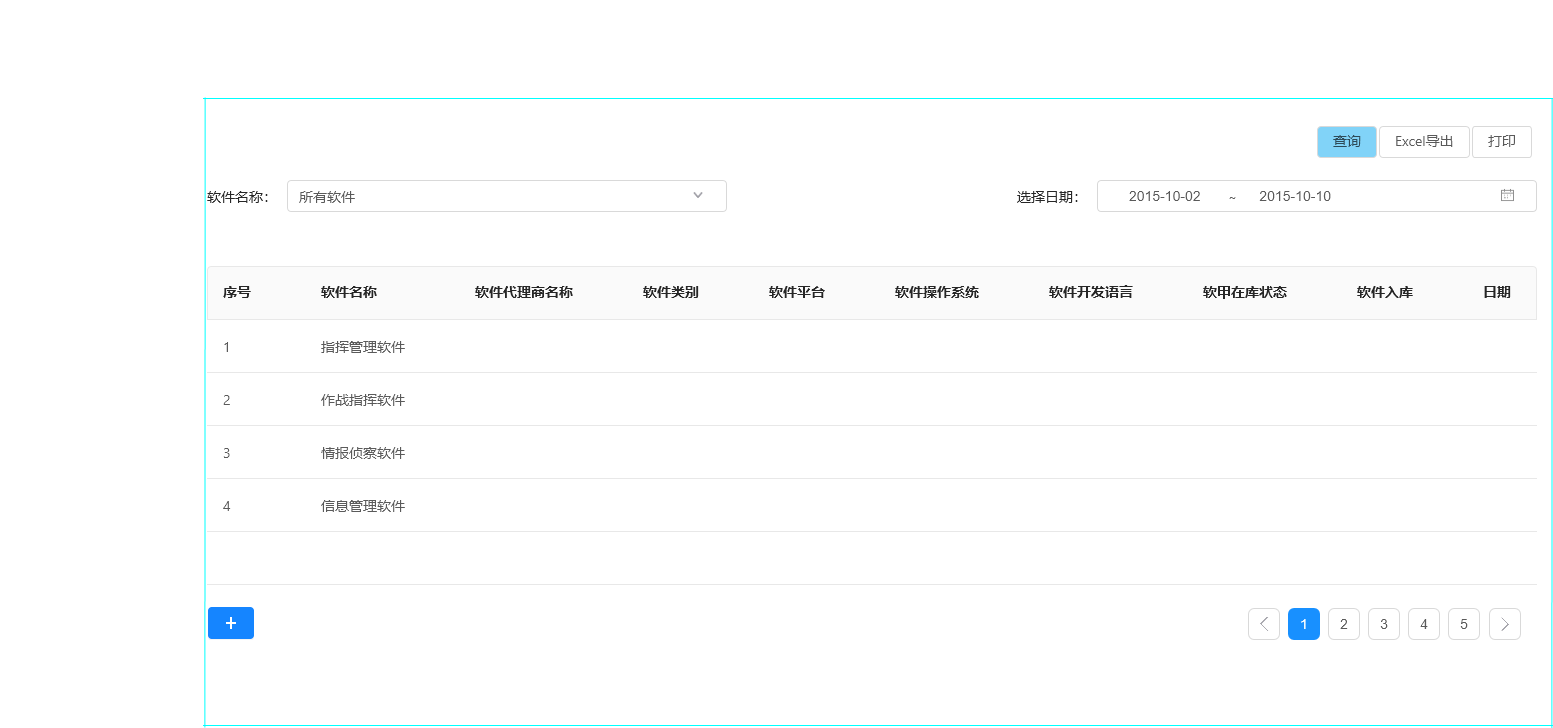 查询 Excel导出 打印
软件名称： 所有软件 选择日期： 2015-10-02 ~ 2015-10-10
序号 软件名称 软件代理商名称 软件类别 软件平台 软件操作系统 软件开发语言 软甲在库状态 软件入库 日期
1 指挥管理软件
2 作战指挥软件
3 情报侦察软件
4 信息管理软件
+ 1 2 3 4 5